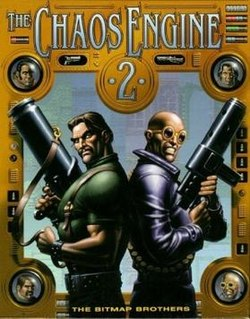 THE CHAOS ENGINE
·2·
THE BITMAP BROTHERS